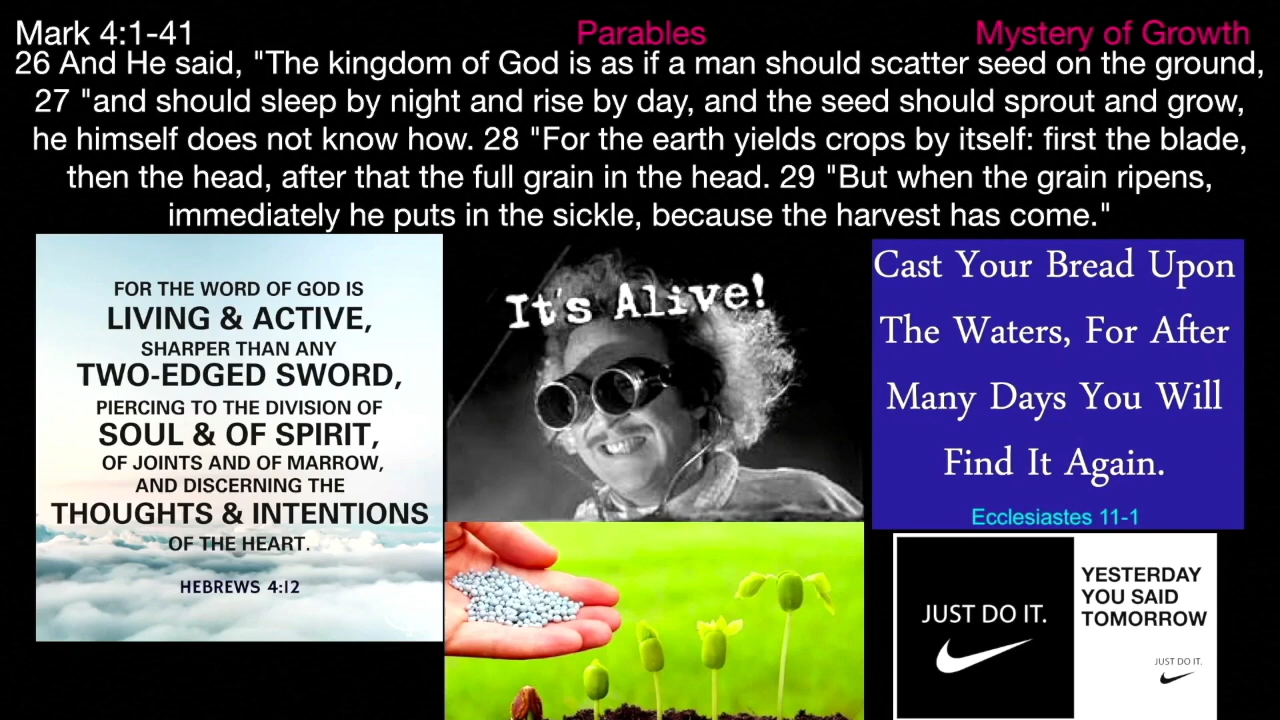 Mark 4:1-41 Parables Mystery of Growth
26 And He said, "The kingdom of God is as if a man should scatter seed on the ground,
27 "and should sleep by night and rise by day, and the seed should sprout and grow,
he himself does not know how. 28 "For the earth yields crops by itself: first the blade,
then the head, after that the full grain in the head. 29 "But when the grain ripens,
immediately he puts in the sickle, because the harvest has come."
FOR THE WORD OF GOD IS
LIVING & ACTIVE,
SHARPER THAN ANY
TWO-EDGED SWORD,
PIERCING TO THE DIVISION OF
SOUL & OF SPIRIT,
OF JOINTS AND OF MARROW,
AND DISCERNING THE
THOUGHTS & INTENTIONS
OF THE HEART.
HEBREWS 4:12
It's Alive!
Cast Your Bread Upon
The Waters, For After
Many Days You Will
Find It Again.
Ecclesiastes 11-1
JUST DO IT.
YESTERDAY
YOU SAID
TOMORROW
JUST DO IT.